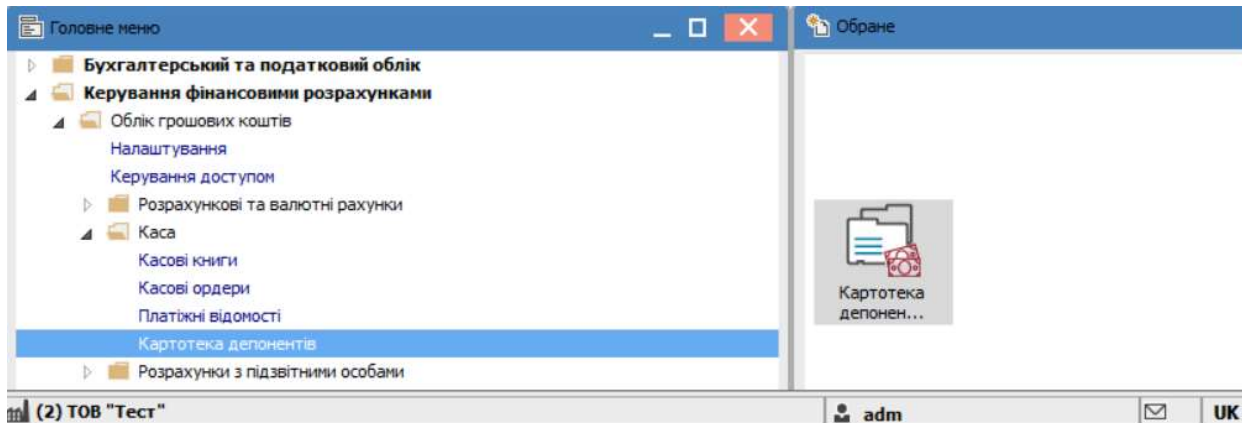 Головне меню
Бухгалтерський та податковий облік
Керування фінансовими розрахунками
Облік грошових коштів
Налаштування
Керування доступом
Розрахункові та валютні рахунки
Каса
Касові книги
Касові ордери
Платіжні відомості
Картотека депонентів
Розрахунки з підзвітними особами
Обране
Картотека
депонен...
(2) ТОВ "Тест"
adm
UK